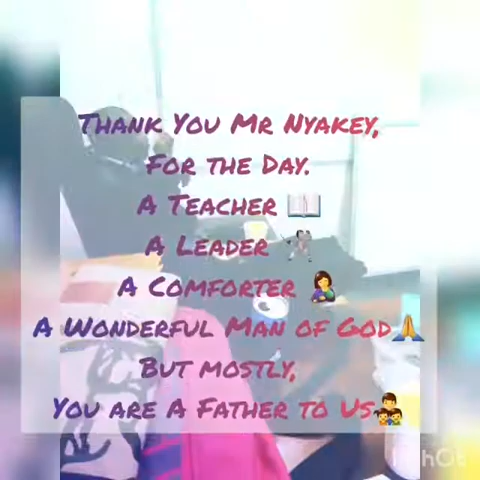 Thank You Mr Nyakey,
For the Day.
A Teacher 📖
A Leader
A Comforter 🤱
A Wonderful Man of God🙏
But mostly,
You are A Father to Us👨‍👧‍👦